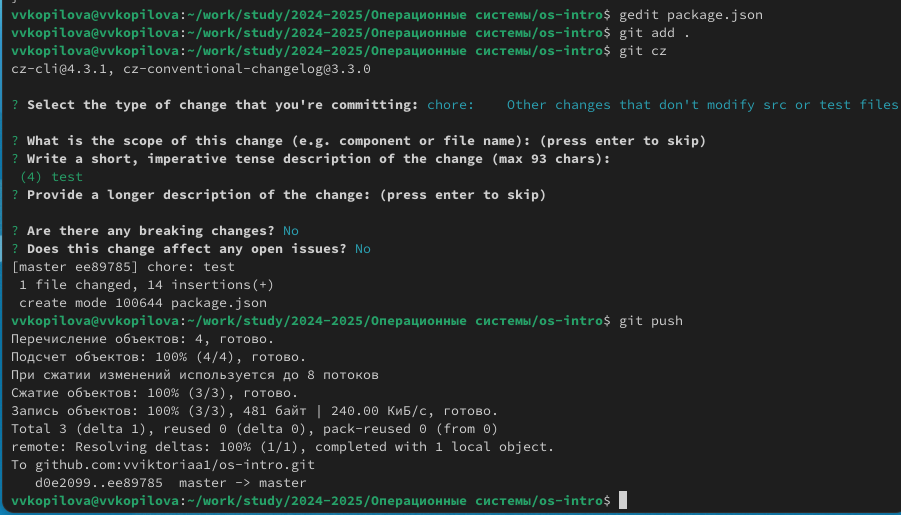 vvkopilova@vvkopilova:~/work/study/2024-2025/Операционные системы/os-intro$ gedit package.json
vvkopilova@vvkopilova:~/work/study/2024-2025/Операционные системы/os-intro$ git add .
vvkopilova@vvkopilova:~/work/study/2024-2025/Операционные системы/os-intro$ git cz
cz-cli@4.3.1, cz-conventional-changelog@3.3.0
? Select the type of change that you're committing: chore:    Other changes that don't modify src or test files
? What is the scope of this change (e.g. component or file name): (press enter to skip)
? Write a short, imperative tense description of the change (max 93 chars):
(4) test
? Provide a longer description of the change: (press enter to skip)
? Are there any breaking changes? No
? Does this change affect any open issues? No
[master ee89785] chore: test
1 file changed, 14 insertions(+)
create mode 100644 package.json
vvkopilova@vvkopilova:~/work/study/2024-2025/Операционные системы/os-intro$ git push
Перечисление объектов: 4, готово.
Подсчет объектов: 100% (4/4), готово.
При сжатии изменений используется до 8 потоков
Сжатие объектов: 100% (3/3), готово.
Запись объектов: 100% (3/3), 481 байт | 240.00 КиБ/с, готово.
Total 3 (delta 1), reused 0 (delta 0), pack-reused 0 (from 0)
remote: Resolving deltas: 100% (1/1), completed with 1 local object.
To github.com:vviktoriaa1/os-intro.git
d0e2099..ee89785  master -> master
vvkopilova@vvkopilova:~/work/study/2024-2025/Операционные системы/os-intro$